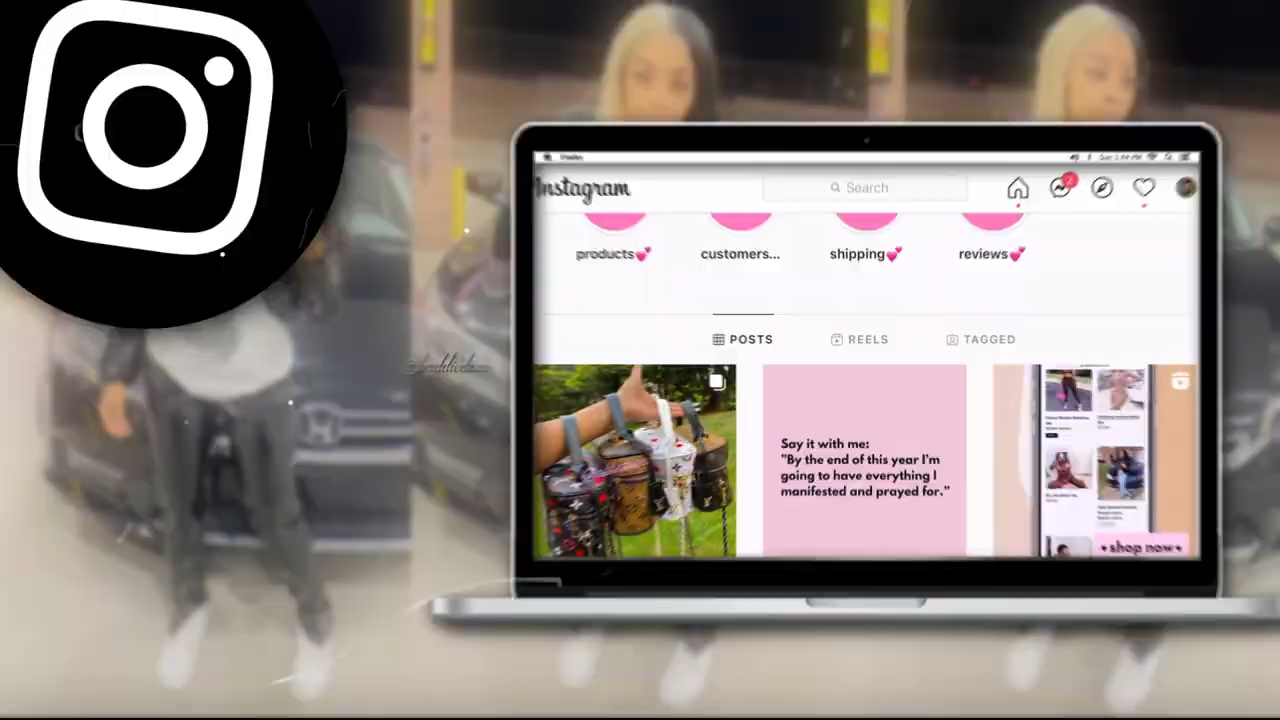 Instagram
Search
2
products💕
customers...
shipping💕
reviews💕
POSTS
REELS
TAGGED
Say it with me:
"By the end of this year I'm
going to have everything I
manifested and prayed for."
•shop now•